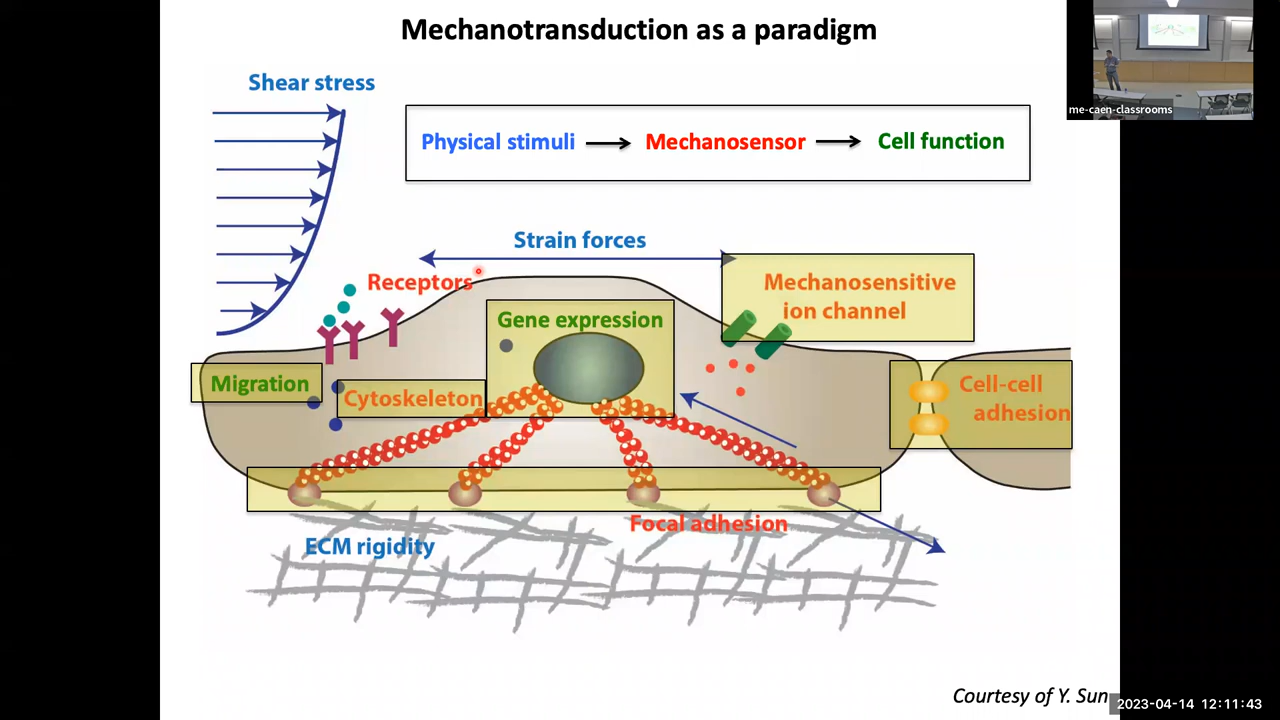 Mechanotransduction as a paradigm
me-caen-classrooms
Shear stress
Physical stimuli → Mechanosensor → Cell function
Strain forces
Receptors
Mechanosensitive
ion channel
Gene expression
Migration
Cytoskeleton
Cell-cell
adhesion
Focal adhesion
ECM rigidity
Courtesy of Y. Sun
2023-04-14 12:11:43